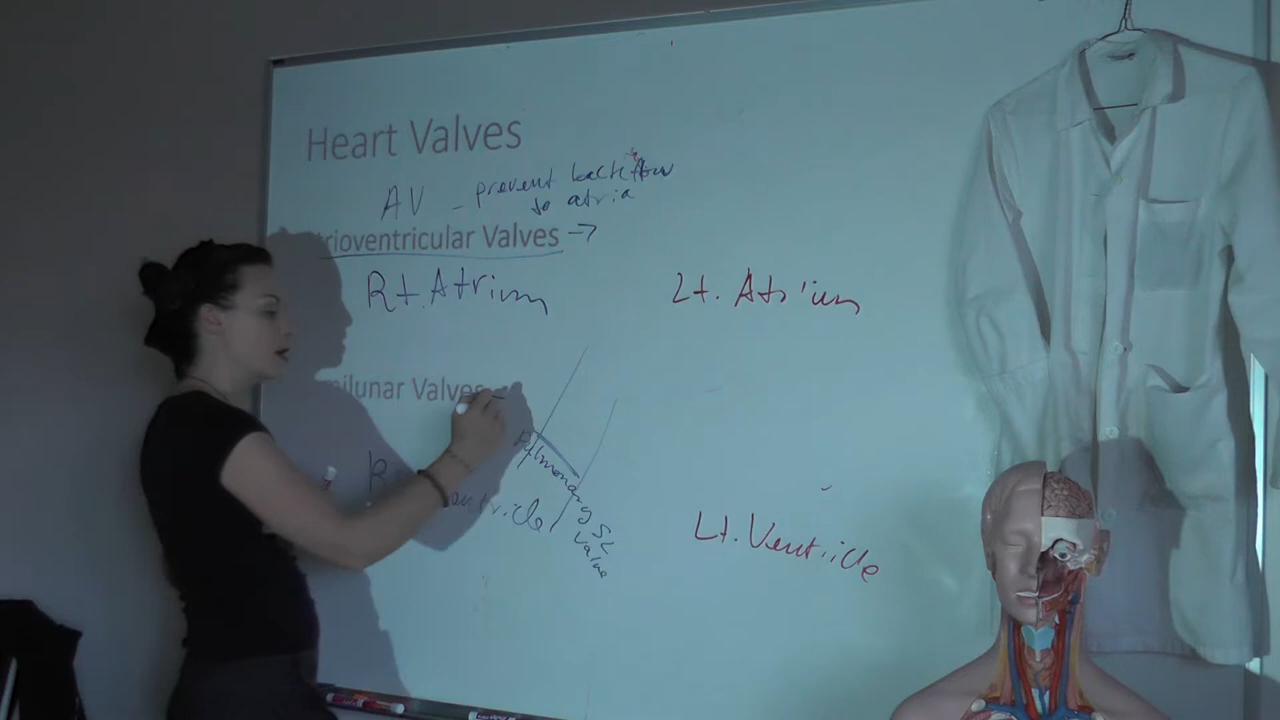 Heart Valves
AV - prevent backflow
to atria
trioventricular Valves →
Rt. Atrium
Lt. Atrium
milunar Valves -
Pulmonary SL
valve
R
entricle
Lt. Ventricle